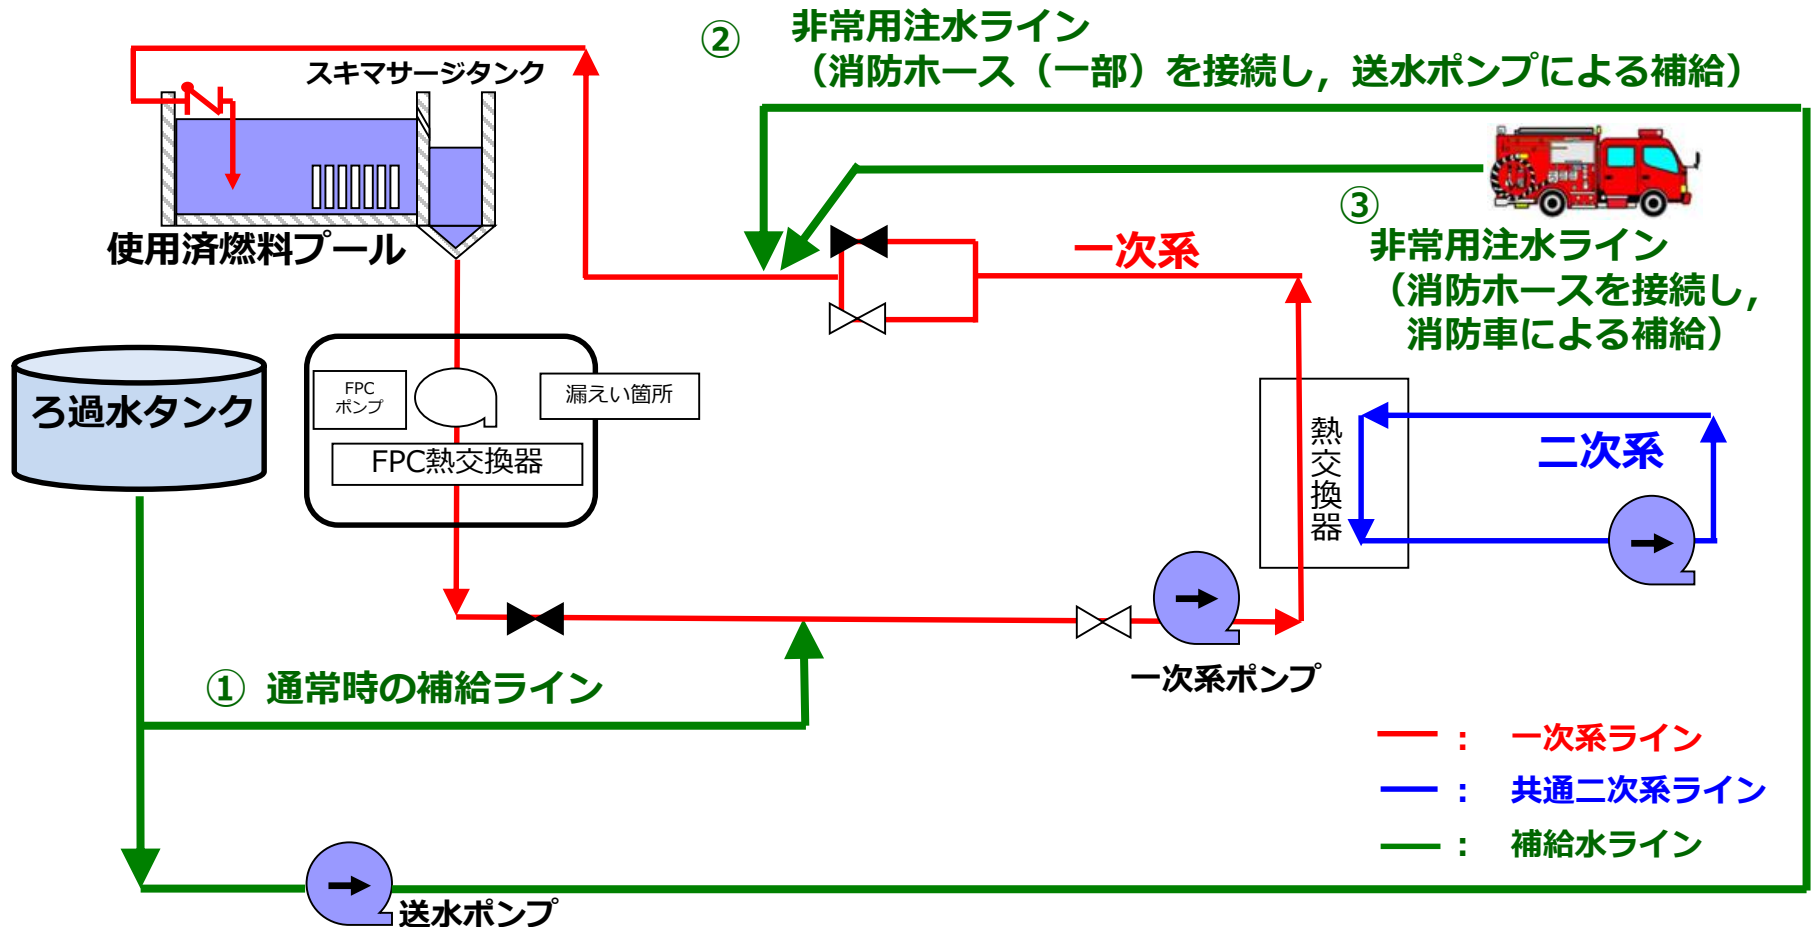 ② 非常用注水ライン
（消防ホース（一部）を接続し，送水ポンプによる補給）
スキマサージタンク
使用済燃料プール
③
非常用注水ライン
（消防ホースを接続し，
消防車による補給）
一次系
ろ過水タンク
FPC
ポンプ
漏えい箇所
FPC熱交換器
熱交換器
二次系
① 通常時の補給ライン
一次系ポンプ
： 一次系ライン
： 共通二次系ライン
： 補給水ライン
送水ポンプ